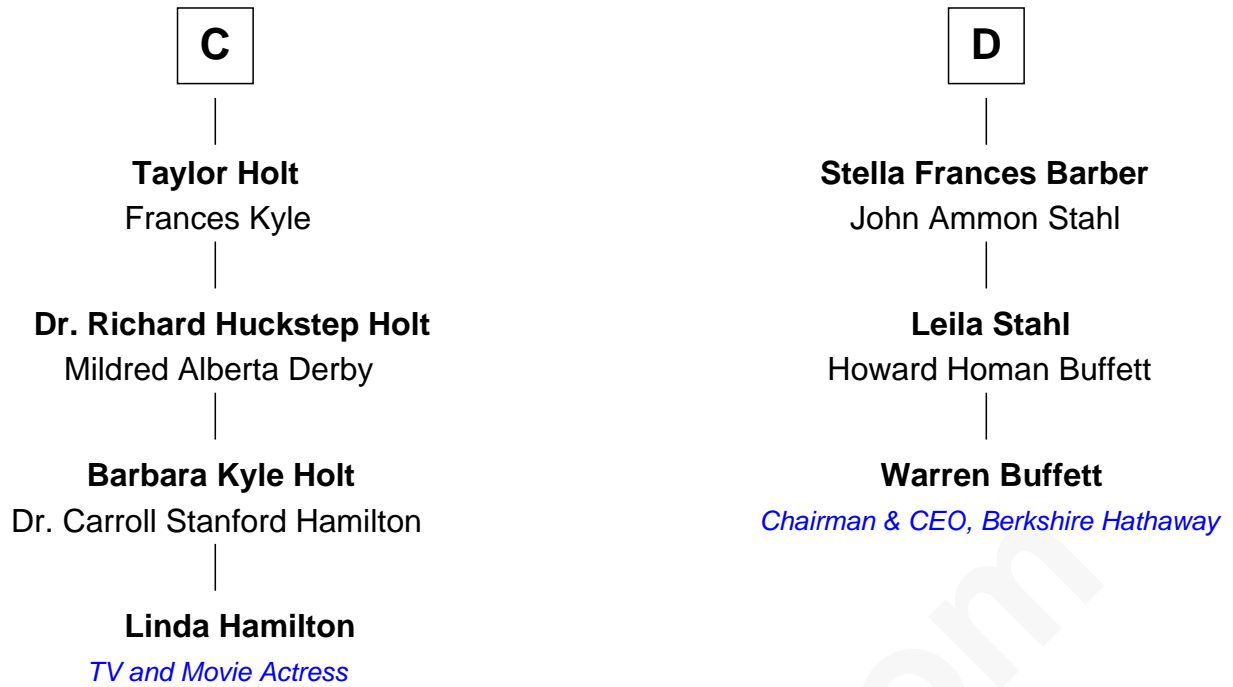 C
Taylor Holt
Frances Kyle
Dr. Richard Huckstep Holt
Mildred Alberta Derby
Barbara Kyle Holt
Dr. Carroll Stanford Hamilton
Linda Hamilton
TV and Movie Actress
D
Stella Frances Barber
John Ammon Stahl
Leila Stahl
Howard Homan Buffett
Warren Buffett
Chairman & CEO, Berkshire Hathaway
om